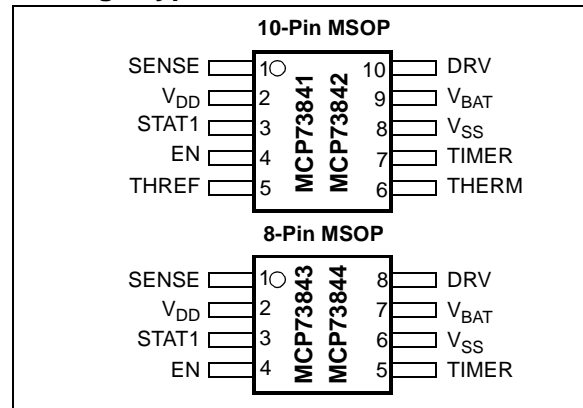 10-Pin MSOP
SENSE 1 10 DRV
VDD 2 9 VBAT
STAT1 3 8 VSS
EN 4 7 TIMER
THREF 5 6 THERM
MCP73841
MCP73842
8-Pin MSOP
SENSE 1 8 DRV
VDD 2 7 VBAT
STAT1 3 6 VSS
EN 4 5 TIMER
MCP73843
MCP73844